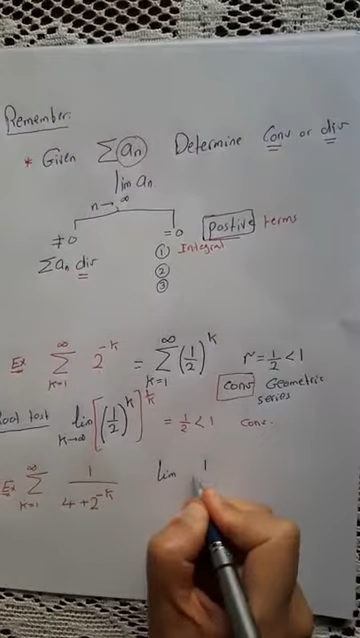 Remember:
* Given Σ an Determine Conv or div
lim an
n→∞
≠0 =0 postive terms
Σ an div ① Integral
②
③
Ex ∞ Σ k=1 2^-k = ∞ Σ k=1 (1/2)^k r = 1/2 < 1
conv Geometric
series
Root test lim k→∞ [(1/2)^k]^1/k = 1/2 < 1 conv.
Ex ∞ Σ k=1 1/(4+2^-k) lim 1